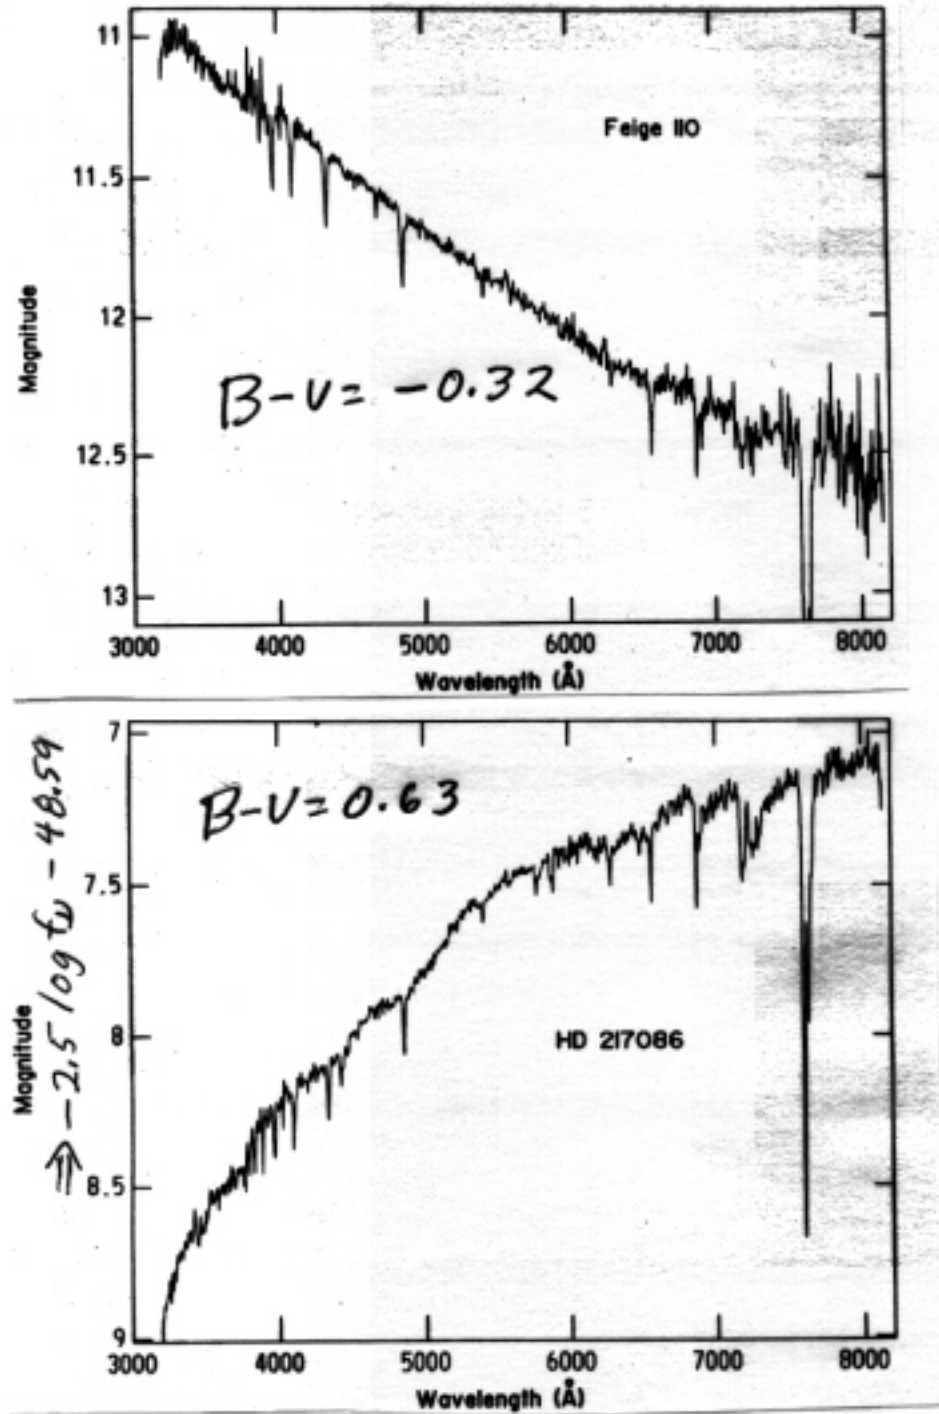 11
11.5
12
12.5
13
Magnitude
Feige 110
B-V = -0.32
3000 4000 5000 6000 7000 8000
Wavelength (Å)
7
7.5
8
8.5
9
Magnitude
⇒ -2.5 log fν - 48.59
B-V = 0.63
HD 217086
3000 4000 5000 6000 7000 8000
Wavelength (Å)